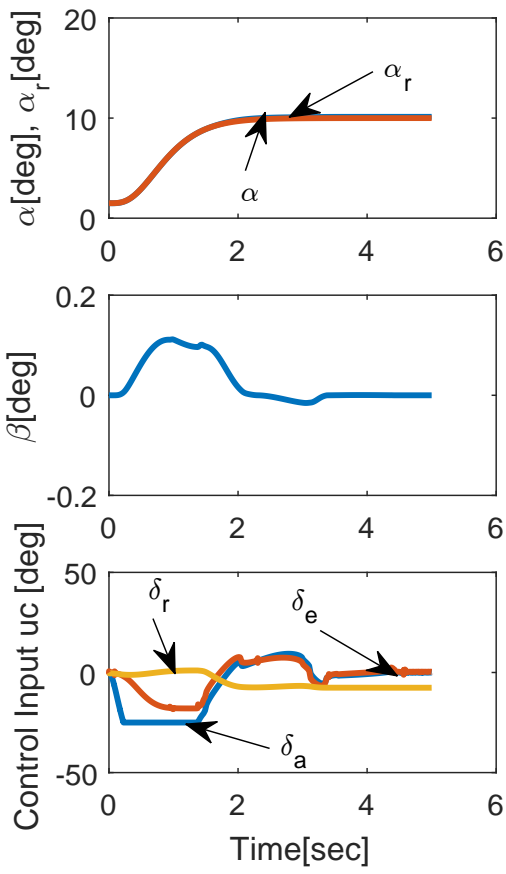 20
10
0
α[deg], α_r[deg]
α_r
α
0 2 4 6
0.2
0
-0.2
β[deg]
0 2 4 6
50
0
-50
Control Input uc [deg]
δ_r
δ_e
δ_a
0 2 4 6
Time[sec]